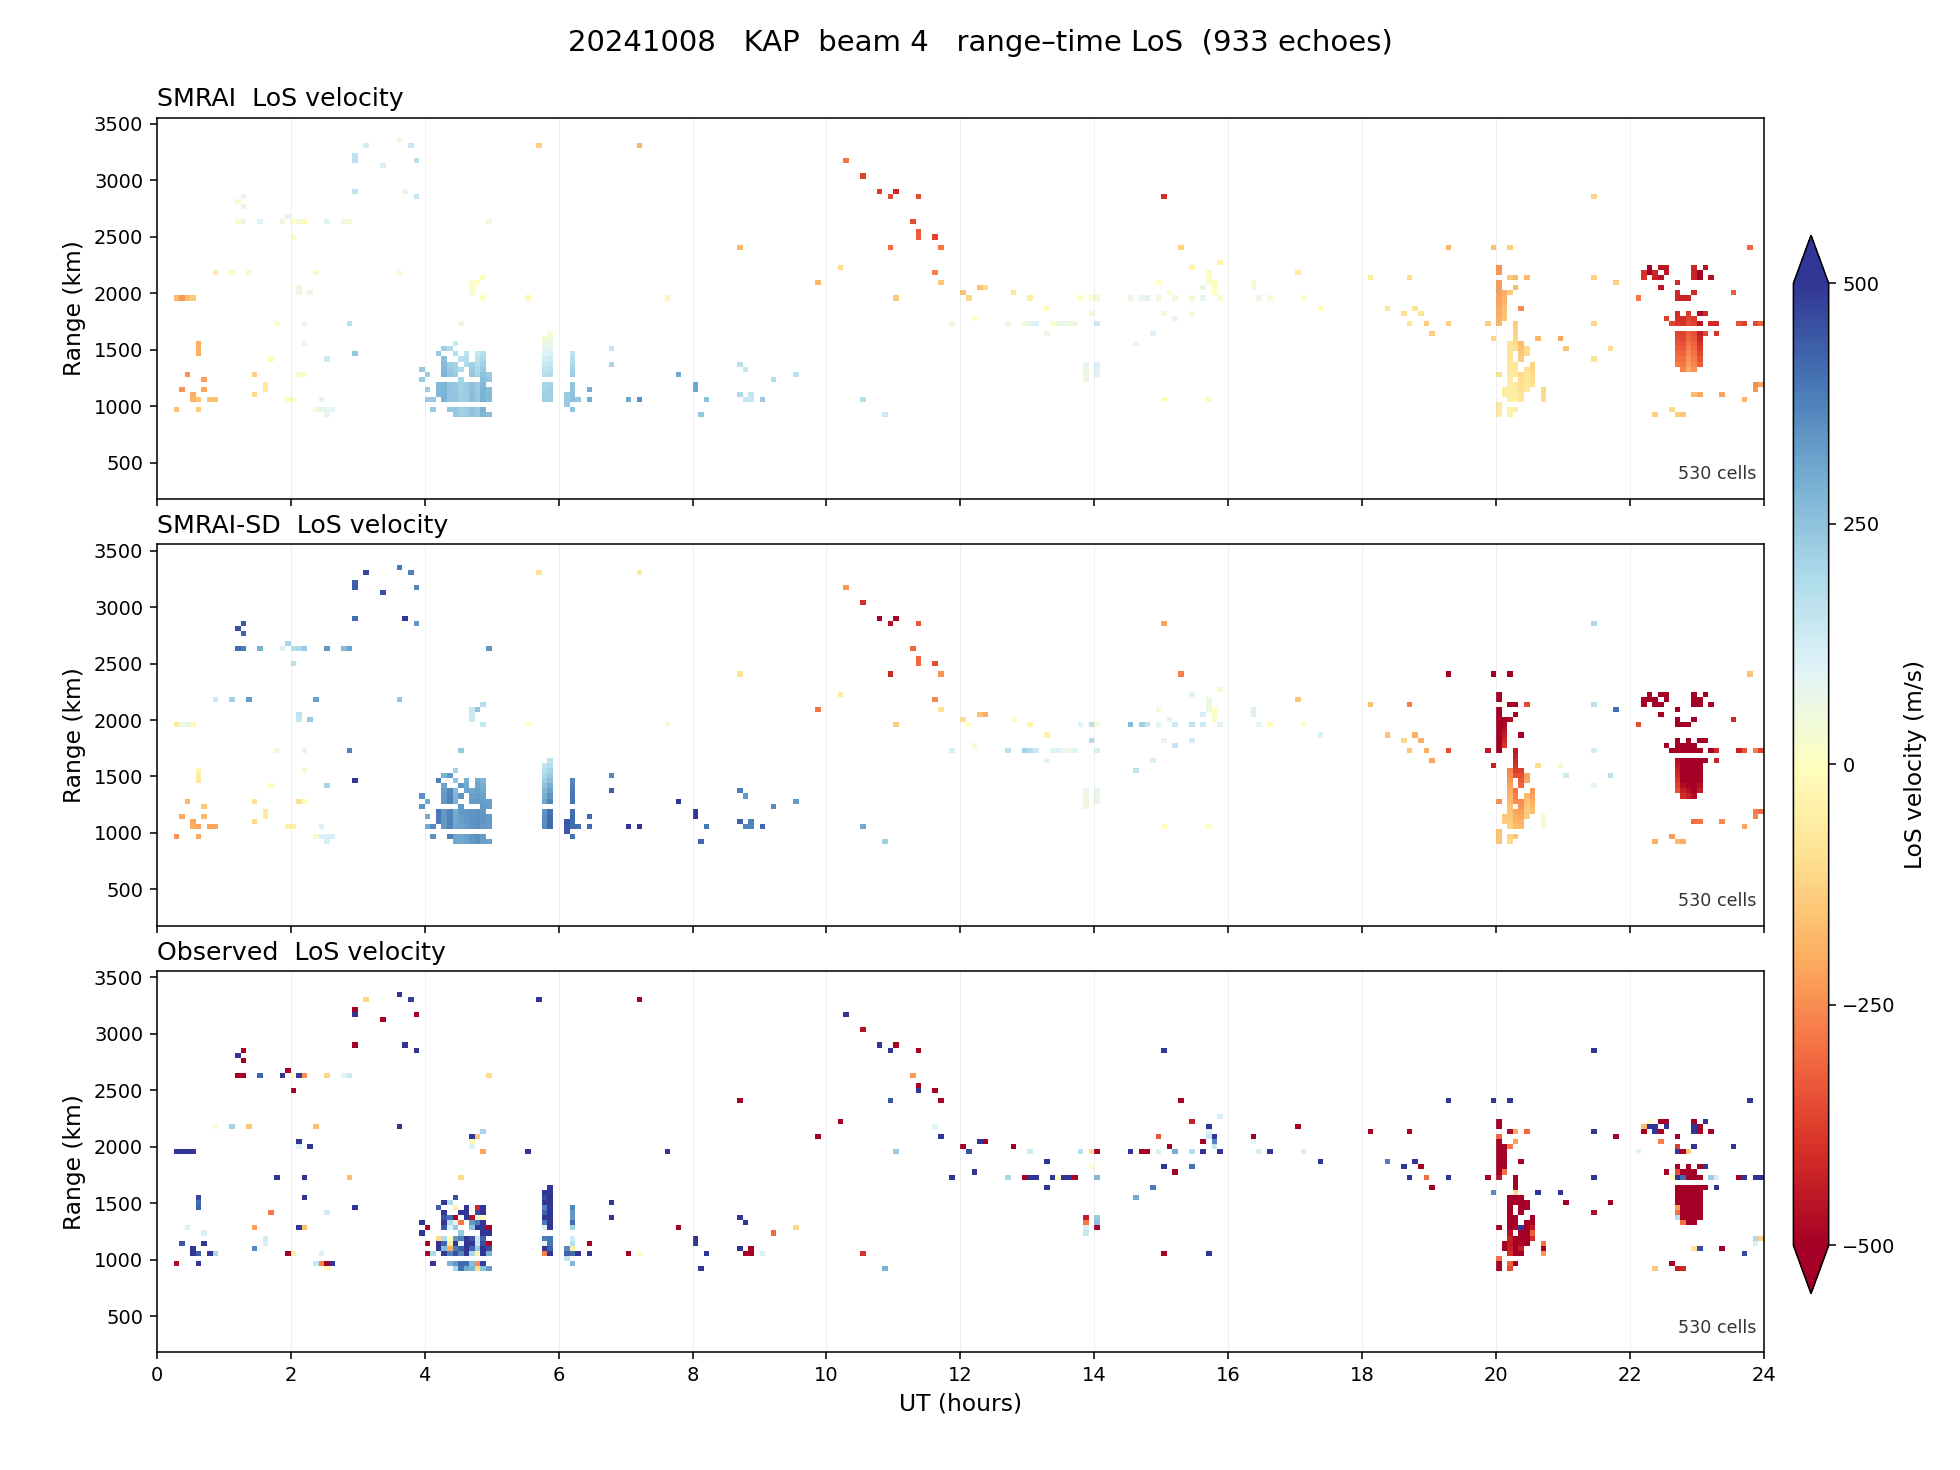 20241008   KAP  beam 4   range–time LoS  (933 echoes)
SMRAI  LoS velocity
3500
3000
2500
2000
1500
1000
500
Range (km)
530 cells
SMRAI-SD  LoS velocity
3500
3000
2500
2000
1500
1000
500
Range (km)
530 cells
Observed  LoS velocity
3500
3000
2500
2000
1500
1000
500
Range (km)
530 cells
0 2 4 6 8 10 12 14 16 18 20 22 24
UT (hours)
500
250
0
−250
−500
LoS velocity (m/s)